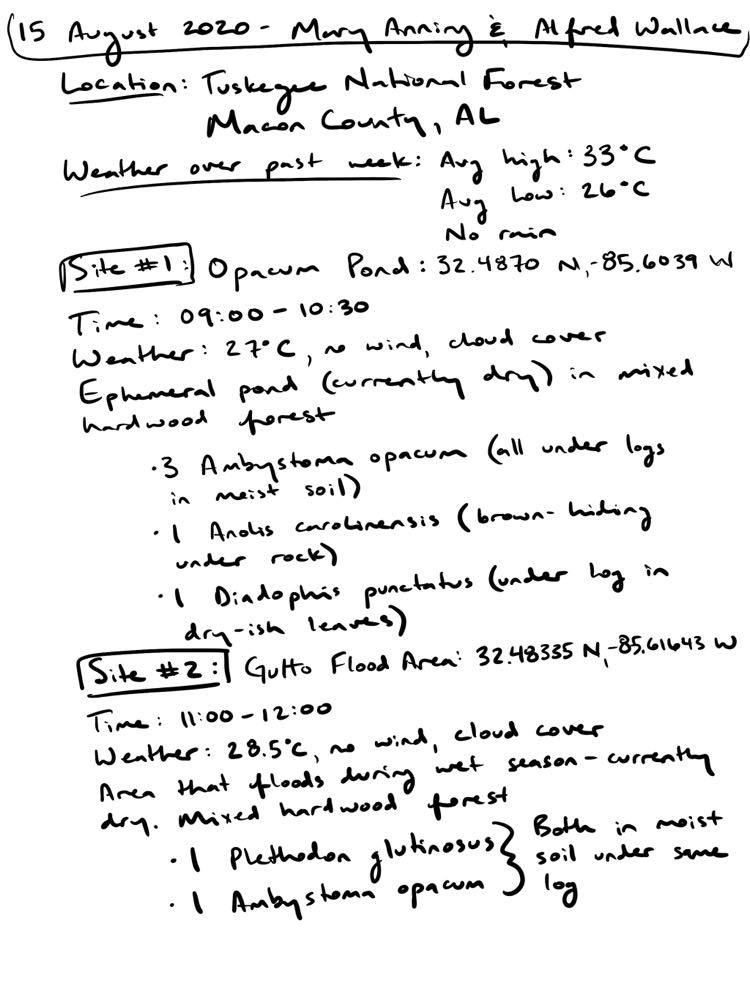 15 August 2020 - Mary Anning & Alfred Wallace
Location: Tuskegee National Forest
Macon County, AL
Weather over past week: Avg high: 33°C
Avg Low: 26°C
No rain
Site #1: Opacum Pond: 32.4870 N, -85.6039 W
Time: 09:00 - 10:30
Weather: 27°C, no wind, cloud cover
Ephemeral pond (currently dry) in mixed
hardwood forest
· 3 Ambystoma opacum (all under logs
in moist soil)
· 1 Anolis carolinensis (brown - hiding
under rock)
· 1 Diadophis punctatus (under log in
dry-ish leaves)
Site #2: Gutto Flood Area: 32.48335 N, -85.61643 W
Time: 11:00 - 12:00
Weather: 28.5°C, no wind, cloud cover
Area that floods during wet season - currently
dry. Mixed hardwood forest
· 1 Plethodon glutinosus } Both in moist
soil under same
· 1 Ambystoma opacum log